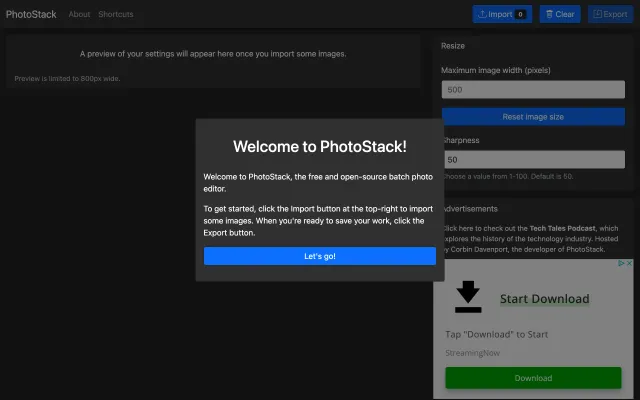 PhotoStack About Shortcuts Import 0 Clear Export
A preview of your settings will appear here once you import some images.
Preview is limited to 800px wide.
Resize
Maximum image width (pixels)
500
Reset image size
Sharpness
50
Choose a value from 1-100. Default is 50.
Welcome to PhotoStack!
Welcome to PhotoStack, the free and open-source batch photo
editor.
To get started, click the Import button at the top-right to import
some images. When you're ready to save your work, click the
Export button.
Let's go!
Advertisements
Click here to check out the Tech Tales Podcast, which
explores the history of the technology industry. Hosted
by Corbin Davenport, the developer of PhotoStack.
Start Download
Tap "Download" to Start
StreamingNow
Download